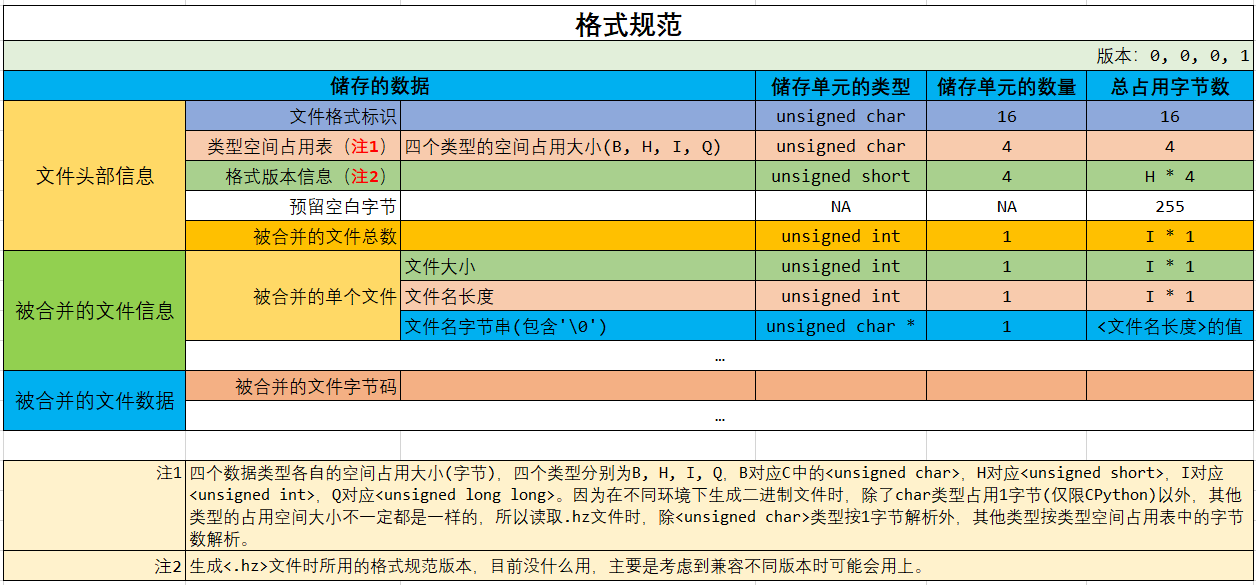 格式规范
版本：0, 0, 0, 1
储存的数据 储存单元的类型 储存单元的数量 总占用字节数
文件头部信息
文件格式标识 unsigned char 16 16
类型空间占用表（注1） 四个类型的空间占用大小(B, H, I, Q) unsigned char 4 4
格式版本信息（注2） unsigned short 4 H * 4
预留空白字节 NA NA 255
被合并的文件总数 unsigned int 1 I * 1
被合并的文件信息
被合并的单个文件
文件大小 unsigned int 1 I * 1
文件名长度 unsigned int 1 I * 1
文件名字节串(包含'\0') unsigned char * 1 <文件名长度>的值
…
被合并的文件数据
被合并的文件字节码
…
注1 四个数据类型各自的空间占用大小(字节)，四个类型分别为B, H, I, Q，B对应C中的<unsigned char>，H对应<unsigned short>，I对应
<unsigned int>，Q对应<unsigned long long>。因为在不同环境下生成二进制文件时，除了char类型占用1字节(仅限CPython)以外，其他
类型的占用空间大小不一定都是一样的，所以读取.hz文件时，除<unsigned char>类型按1字节解析外，其他类型按类型空间占用表中的字节
数解析。
注2 生成<.hz>文件时所用的格式规范版本，目前没什么用，主要是考虑到兼容不同版本时可能会用上。